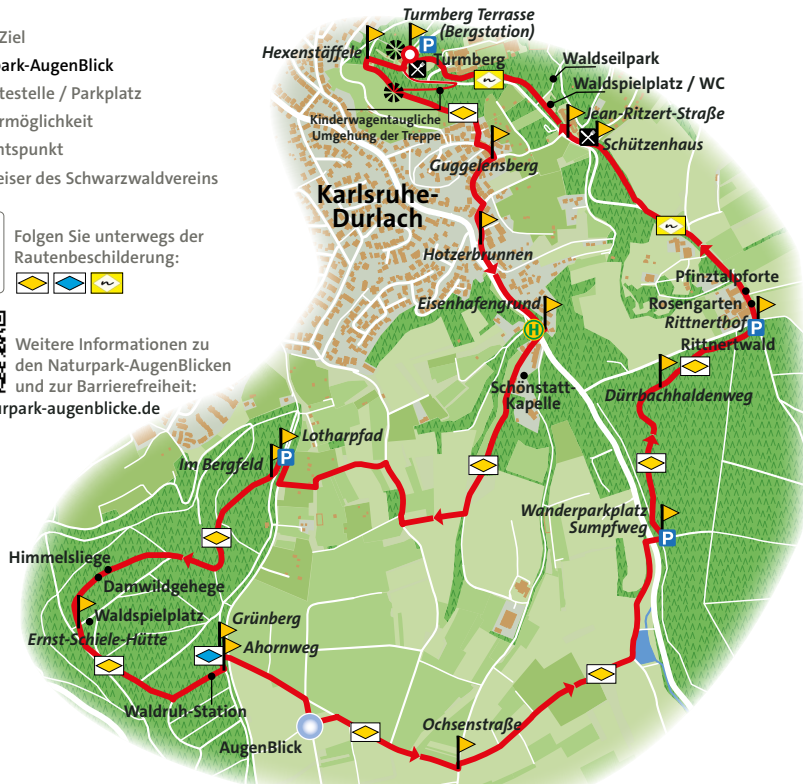 Ziel
park-AugenBlick
testelle / Parkplatz
rmöglichkeit
ntspunkt
eiser des Schwarzwaldvereins
Folgen Sie unterwegs der
Rautenbeschilderung:
Weitere Informationen zu
den Naturpark-AugenBlicken
und zur Barrierefreiheit:
urpark-augenblicke.de
Turmberg Terrasse
(Bergstation)
Hexenstäffele
P
Turmberg
Waldseilpark
Waldspielplatz / WC
Kinderwagentaugliche
Umgehung der Treppe
Jean-Ritzert-Straße
Schützenhaus
Guggelensberg
Karlsruhe-
Durlach
Hotzerbrunnen
Pfinztalpforte
Eisenhafengrund
Rosengarten
Rittnerthof
H
P
Rittnertwald
Schönstatt-
Kapelle
Dürrbachhaldenweg
Lotharpfad
Im Bergfeld
P
Wanderparkplatz
Sumpfweg
P
Himmelsliege
Damwildgehege
Waldspielplatz
Ernst-Schiele-Hütte
Grünberg
Ahornweg
Waldruh-Station
AugenBlick
Ochsenstraße